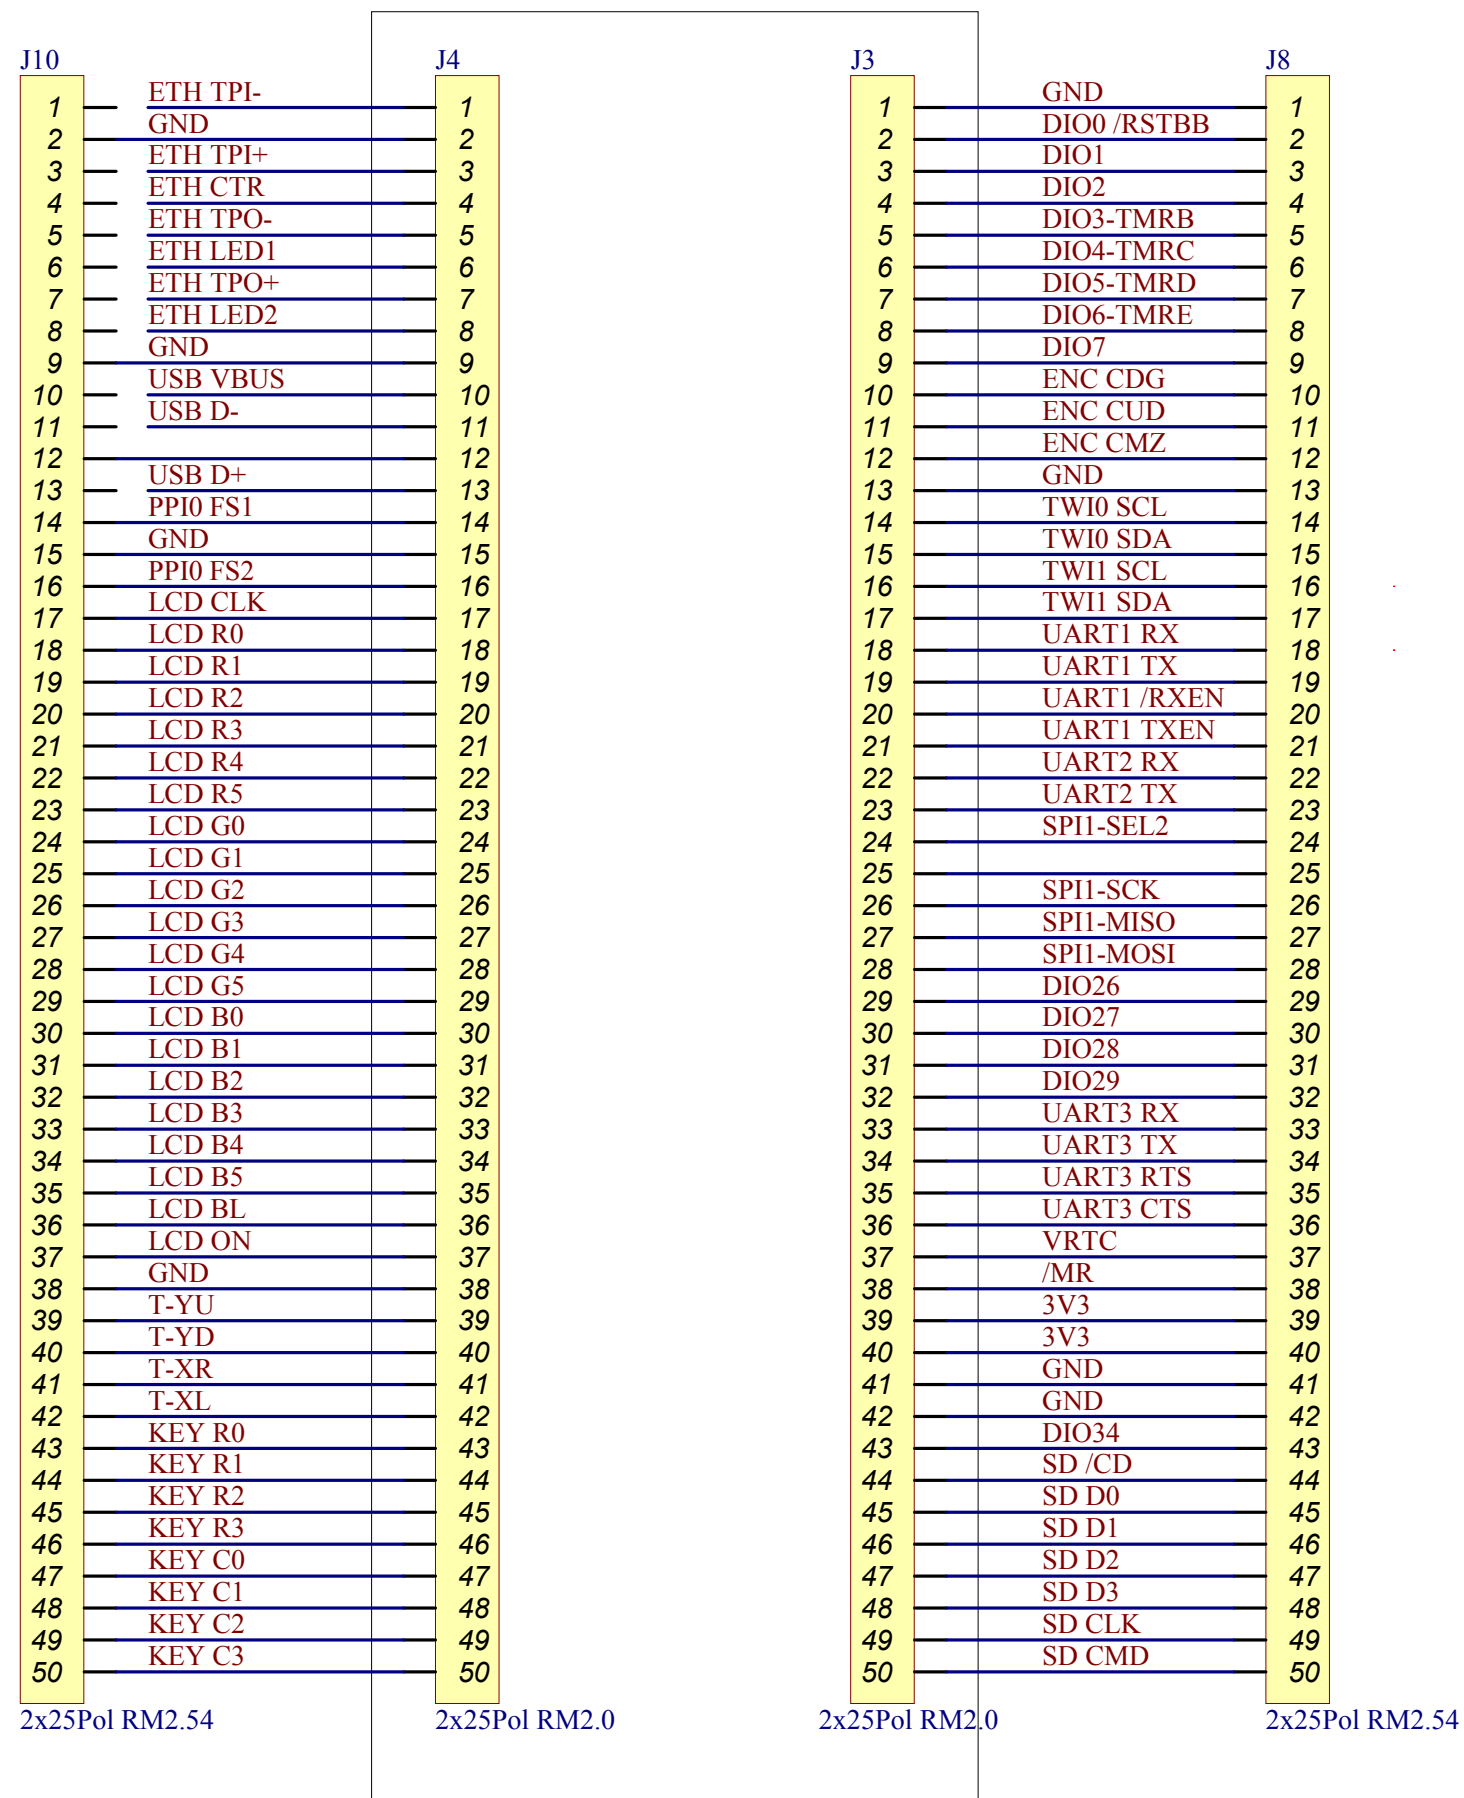 J10 J4 J3 J8
1 ETH TPI- 1 1 GND 1
2 GND 2 2 DIO0 /RSTBB 2
3 ETH TPI+ 3 3 DIO1 3
4 ETH CTR 4 4 DIO2 4
5 ETH TPO- 5 5 DIO3-TMRB 5
6 ETH LED1 6 6 DIO4-TMRC 6
7 ETH TPO+ 7 7 DIO5-TMRD 7
8 ETH LED2 8 8 DIO6-TMRE 8
9 GND 9 9 DIO7 9
10 USB VBUS 10 10 ENC CDG 10
11 USB D- 11 11 ENC CUD 11
12 12 12 ENC CMZ 12
13 USB D+ 13 13 GND 13
14 PPI0 FS1 14 14 TWI0 SCL 14
15 GND 15 15 TWI0 SDA 15
16 PPI0 FS2 16 16 TWI1 SCL 16
17 LCD CLK 17 17 TWI1 SDA 17
18 LCD R0 18 18 UART1 RX 18
19 LCD R1 19 19 UART1 TX 19
20 LCD R2 20 20 UART1 /RXEN 20
21 LCD R3 21 21 UART1 TXEN 21
22 LCD R4 22 22 UART2 RX 22
23 LCD R5 23 23 UART2 TX 23
24 LCD G0 24 24 SPI1-SEL2 24
25 LCD G1 25 25 25
26 LCD G2 26 26 SPI1-SCK 26
27 LCD G3 27 27 SPI1-MISO 27
28 LCD G4 28 28 SPI1-MOSI 28
29 LCD G5 29 29 DIO26 29
30 LCD B0 30 30 DIO27 30
31 LCD B1 31 31 DIO28 31
32 LCD B2 32 32 DIO29 32
33 LCD B3 33 33 UART3 RX 33
34 LCD B4 34 34 UART3 TX 34
35 LCD B5 35 35 UART3 RTS 35
36 LCD BL 36 36 UART3 CTS 36
37 LCD ON 37 37 VRTC 37
38 GND 38 38 /MR 38
39 T-YU 39 39 3V3 39
40 T-YD 40 40 3V3 40
41 T-XR 41 41 GND 41
42 T-XL 42 42 GND 42
43 KEY R0 43 43 DIO34 43
44 KEY R1 44 44 SD /CD 44
45 KEY R2 45 45 SD D0 45
46 KEY R3 46 46 SD D1 46
47 KEY C0 47 47 SD D2 47
48 KEY C1 48 48 SD D3 48
49 KEY C2 49 49 SD CLK 49
50 KEY C3 50 50 SD CMD 50
2x25Pol RM2.54 2x25Pol RM2.0 2x25Pol RM2.0 2x25Pol RM2.54